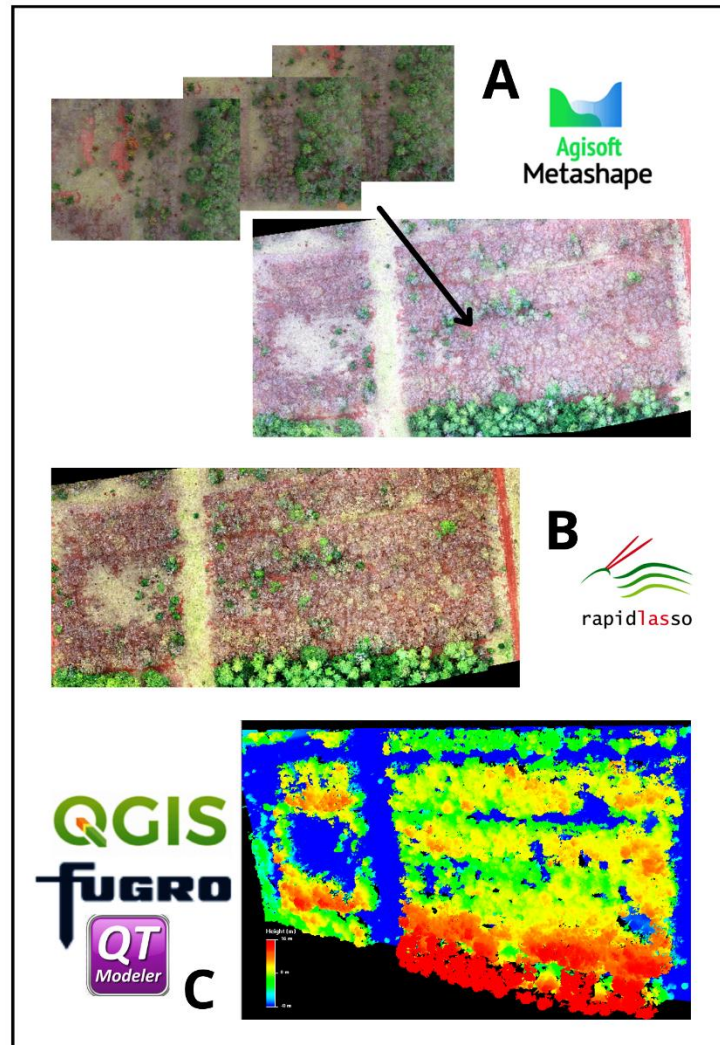 A
Agisoft
Metashape
B
rapidlasso
QGIS
FUGRO
QT
Modeler
C
Height (m)